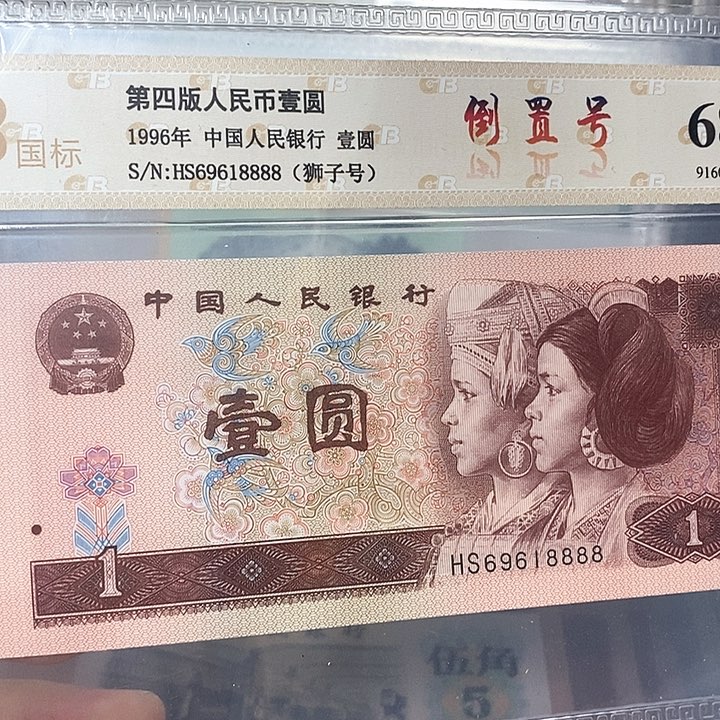 第四版人民币壹圆
1996年 中国人民银行 壹圆
S/N:HS69618888（狮子号）
倒置号
国标
中国人民银行
壹圆
1
HS69618888
1
伍角
5